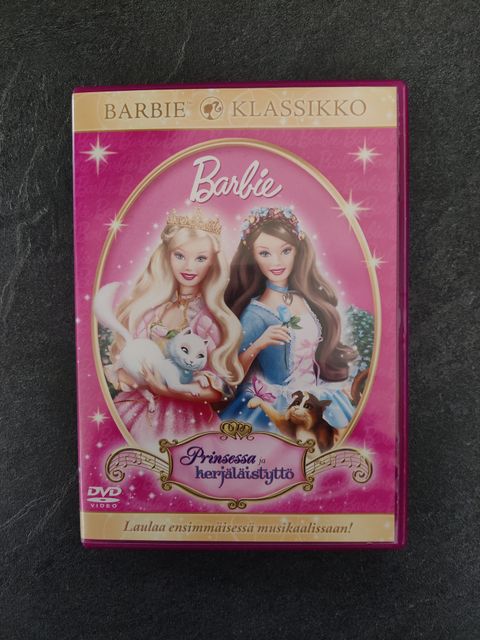 BARBIE KLASSIKKO
Barbie
Prinsessa ja
kerjäläistyttö
DVD
VIDEO
Laulaa ensimmäisessä musikaalissaan!